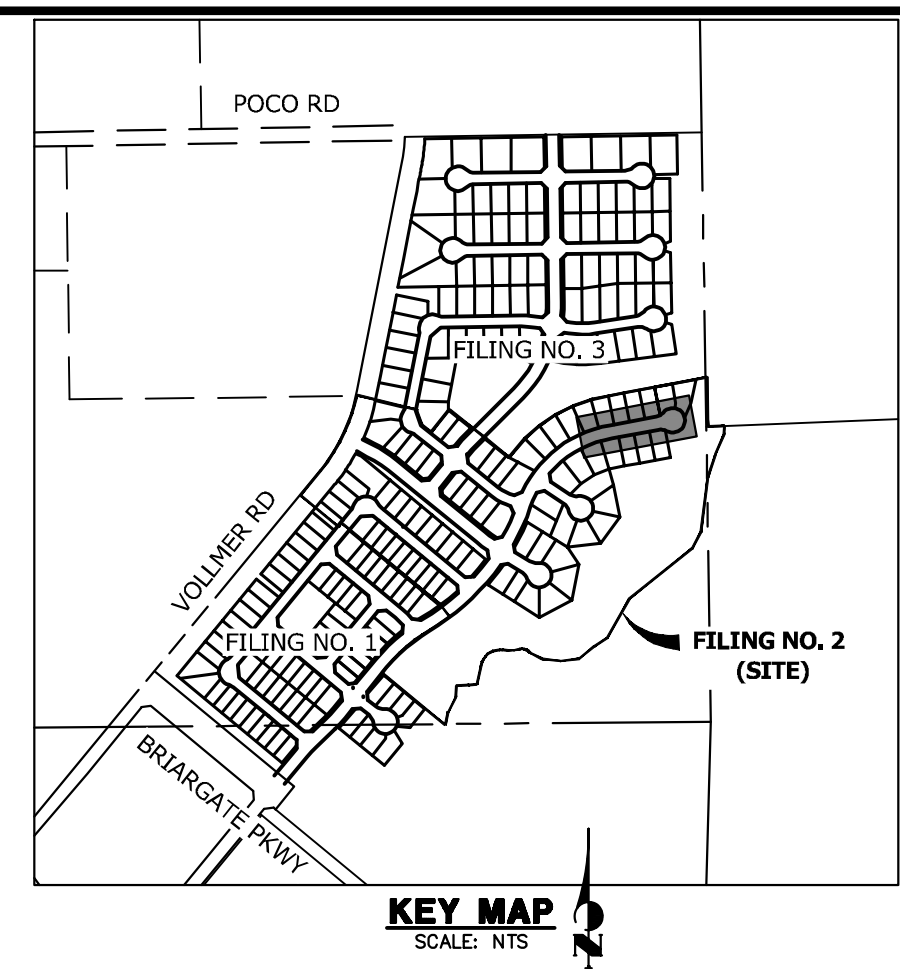 POCO RD
FILING NO. 3
VOLLMER RD
FILING NO. 1
FILING NO. 2
(SITE)
BRIARGATE PKWY
KEY MAP
SCALE: NTS
N